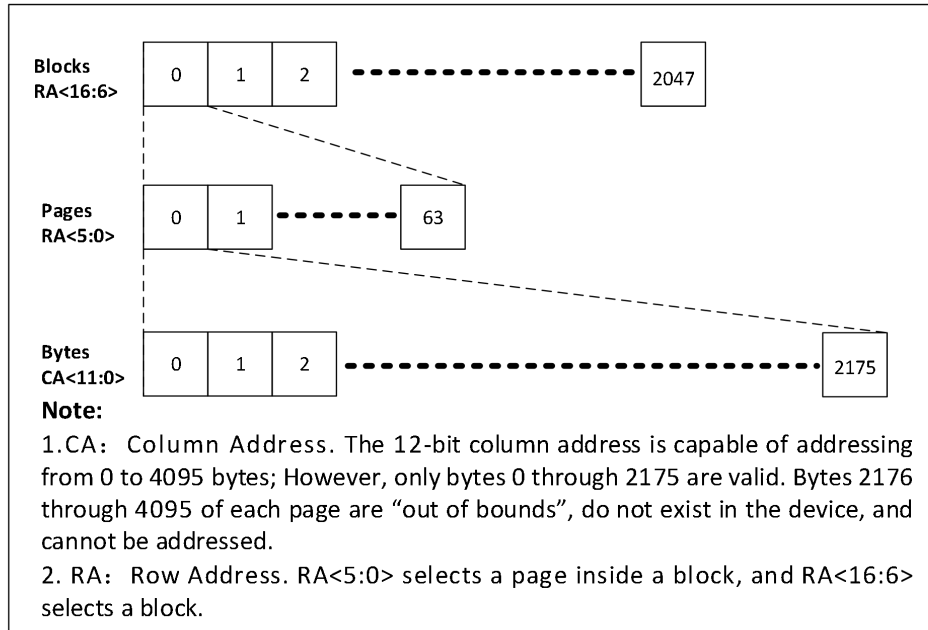 Blocks
RA<16:6>
0 1 2 2047
Pages
RA<5:0>
0 1 63
Bytes
CA<11:0>
0 1 2 2175
Note:
1.CA： Column Address. The 12-bit column address is capable of addressing
from 0 to 4095 bytes; However, only bytes 0 through 2175 are valid. Bytes 2176
through 4095 of each page are “out of bounds”, do not exist in the device, and
cannot be addressed.
2. RA： Row Address. RA<5:0> selects a page inside a block, and RA<16:6>
selects a block.